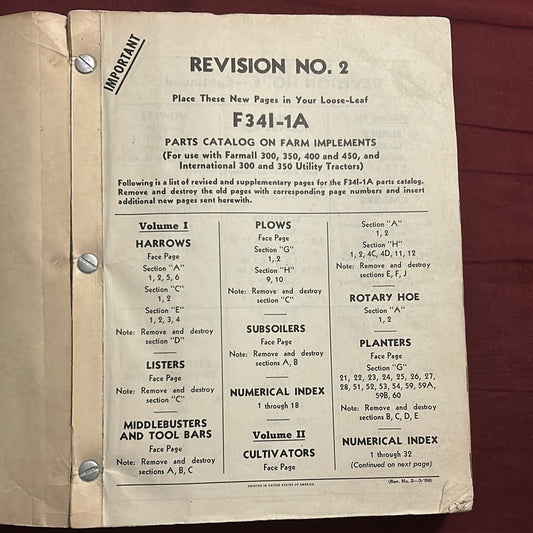 IMPORTANT
REVISION NO. 2
Place These New Pages in Your Loose-Leaf
F34I-1A
PARTS CATALOG ON FARM IMPLEMENTS
(For use with Farmall 300, 350, 400 and 450, and
International 300 and 350 Utility Tractors)
Following is a list of revised and supplementary pages for the F34I-1A parts catalog.
Remove and destroy the old pages with corresponding page numbers and insert
additional new pages sent herewith.
Volume I
HARROWS
Face Page
Section "A"
1, 2, 5, 6
Section "C"
1, 2
Section "E"
1, 2, 3, 4
Note: Remove and destroy
section "D"
LISTERS
Face Page
Note: Remove and destroy
section "C"
MIDDLEBUSTERS
AND TOOL BARS
Face Page
Note: Remove and destroy
sections A, B, C
PLOWS
Face Page
Section "G"
1, 2
Section "H"
9, 10
Note: Remove and destroy
section "C"
SUBSOILERS
Face Page
Note: Remove and destroy
sections A, B
NUMERICAL INDEX
1 through 18
Volume II
CULTIVATORS
Face Page
Section "A"
1, 2
Section "H"
1, 2, 4C, 4D, 11, 12
Note: Remove and destroy
sections E, F, J
ROTARY HOE
Section "A"
1, 2
PLANTERS
Face Page
Section "G"
21, 22, 23, 24, 25, 26, 27,
28, 51, 52, 53, 54, 59, 59A,
59B, 60
Note: Remove and destroy
sections B, C, D, E
NUMERICAL INDEX
1 through 32
(Continued on next page)
PRINTED IN UNITED STATES OF AMERICA
(Rev. No. 2—3-'59)